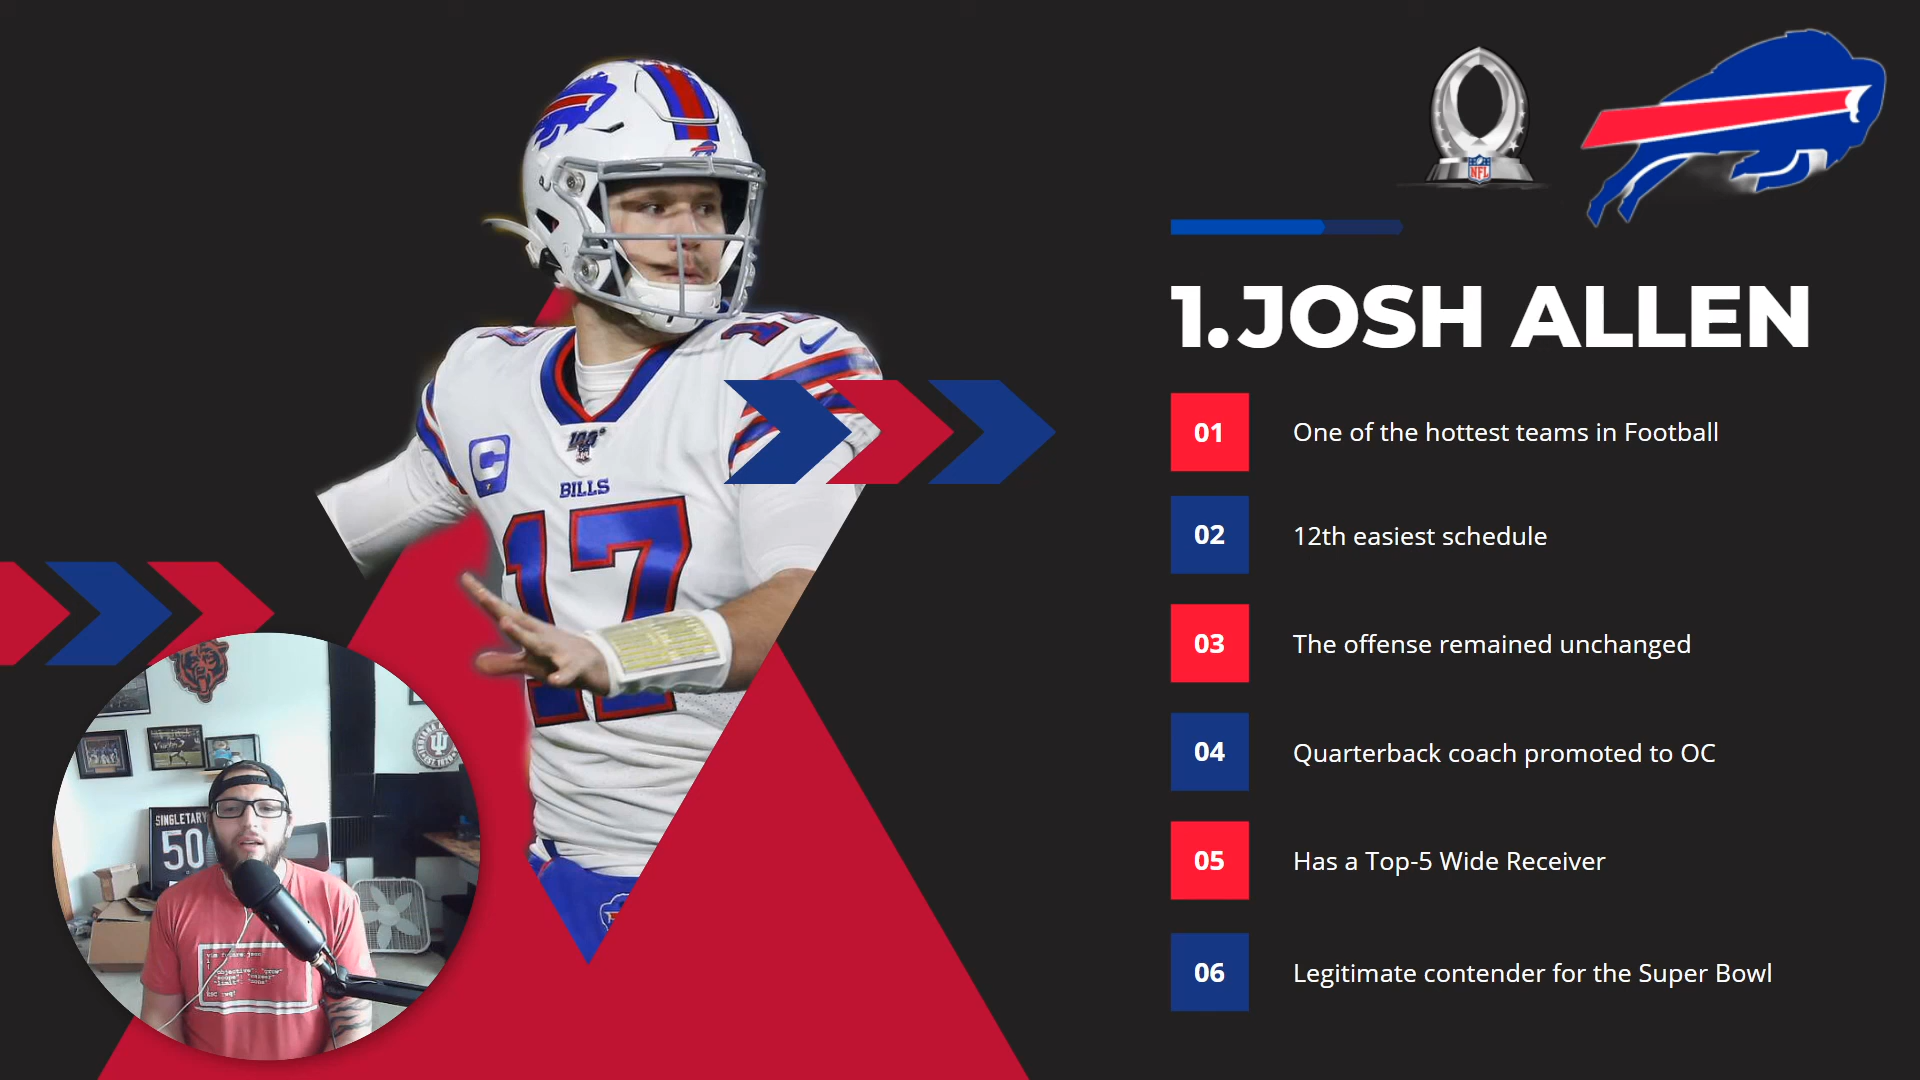 NFL
1. JOSH ALLEN
01 One of the hottest teams in Football
02 12th easiest schedule
03 The offense remained unchanged
04 Quarterback coach promoted to OC
05 Has a Top-5 Wide Receiver
06 Legitimate contender for the Super Bowl
C
100
BILLS
17
SINGLETARY
50